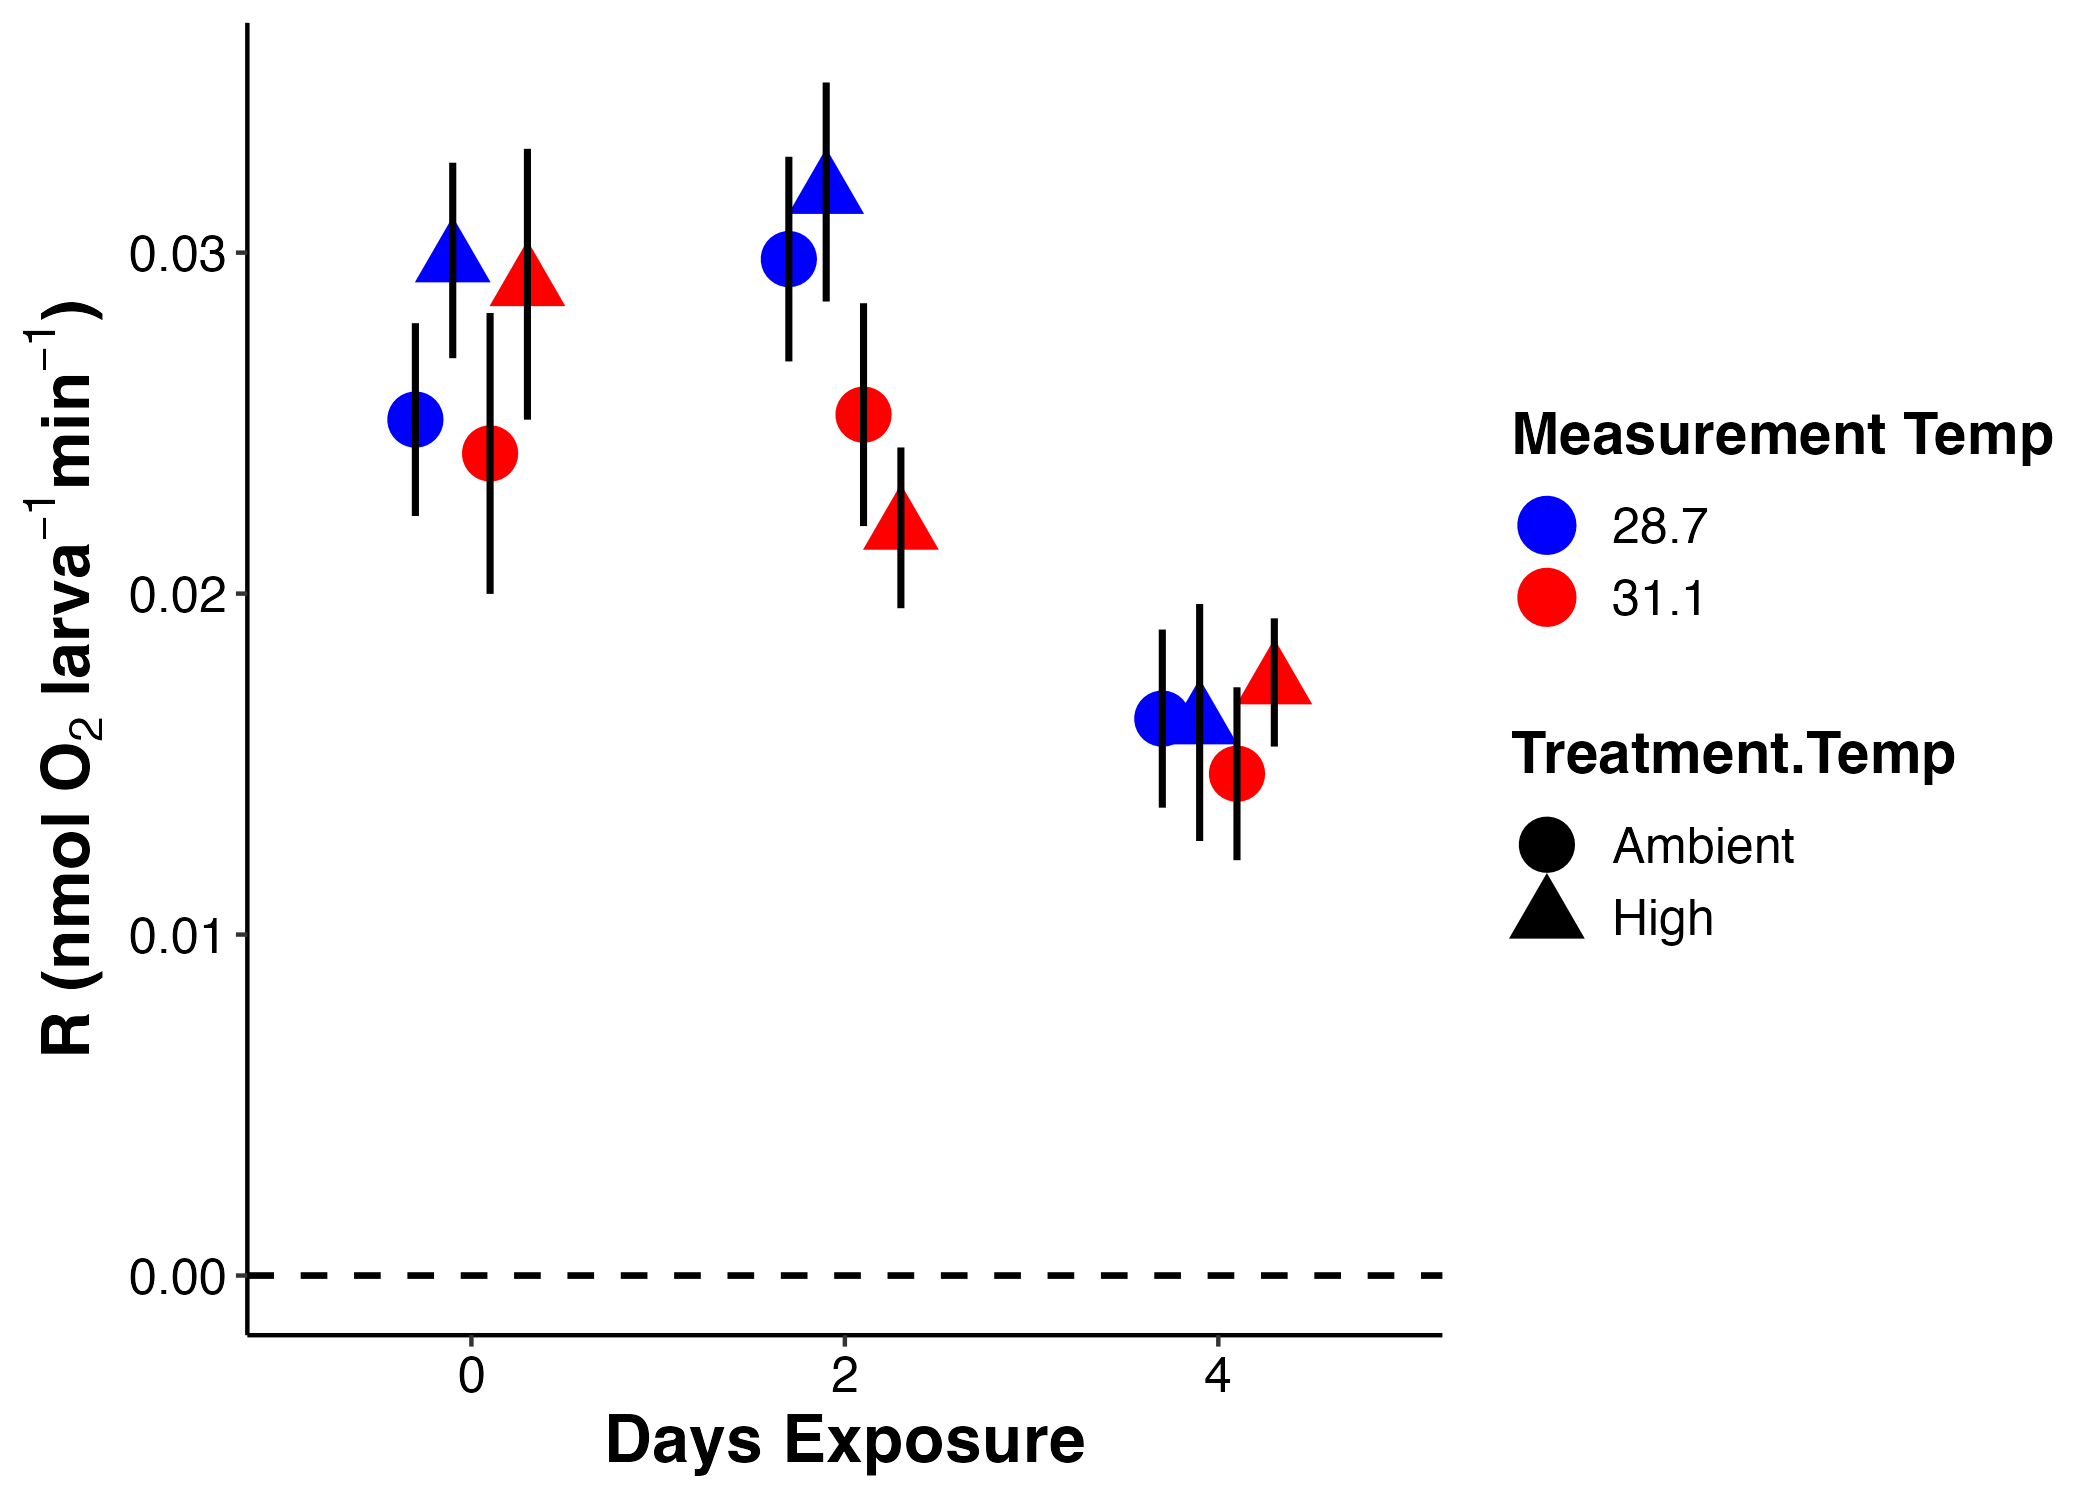 R (nmol O₂ larva⁻¹min⁻¹)
0.03
0.02
0.01
0.00
0 2 4
Days Exposure
Measurement Temp
28.7
31.1
Treatment.Temp
Ambient
High